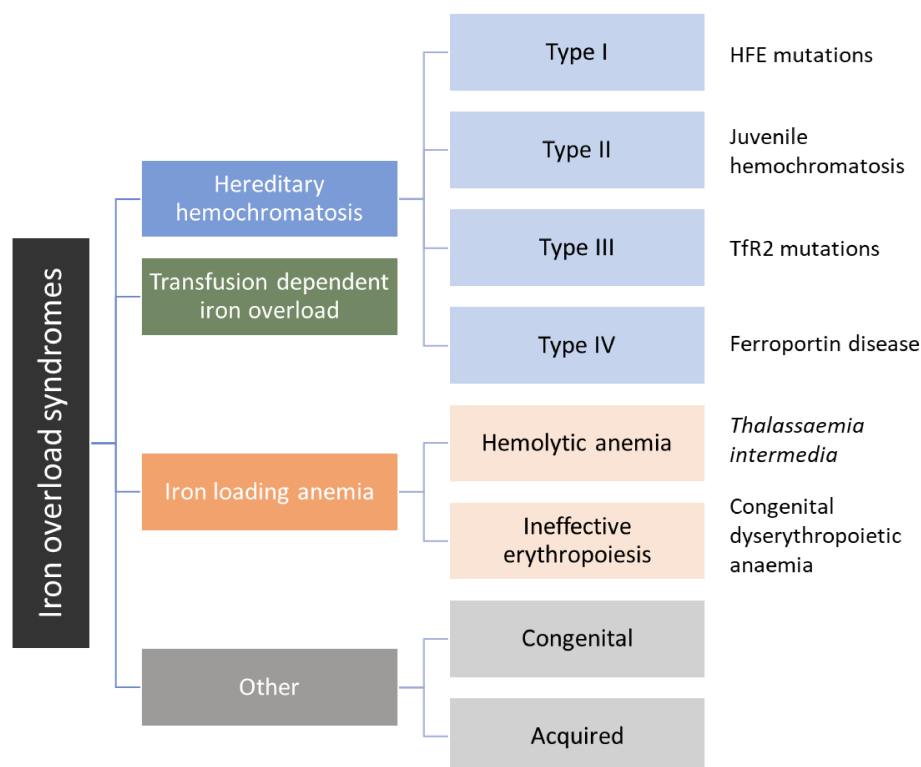 Iron overload syndromes
Hereditary
hemochromatosis
Type I
HFE mutations
Type II
Juvenile
hemochromatosis
Type III
TfR2 mutations
Type IV
Ferroportin disease
Transfusion dependent
iron overload
Iron loading anemia
Hemolytic anemia
Thalassaemia
intermedia
Ineffective
erythropoiesis
Congenital
dyserythropoietic
anaemia
Other
Congenital
Acquired